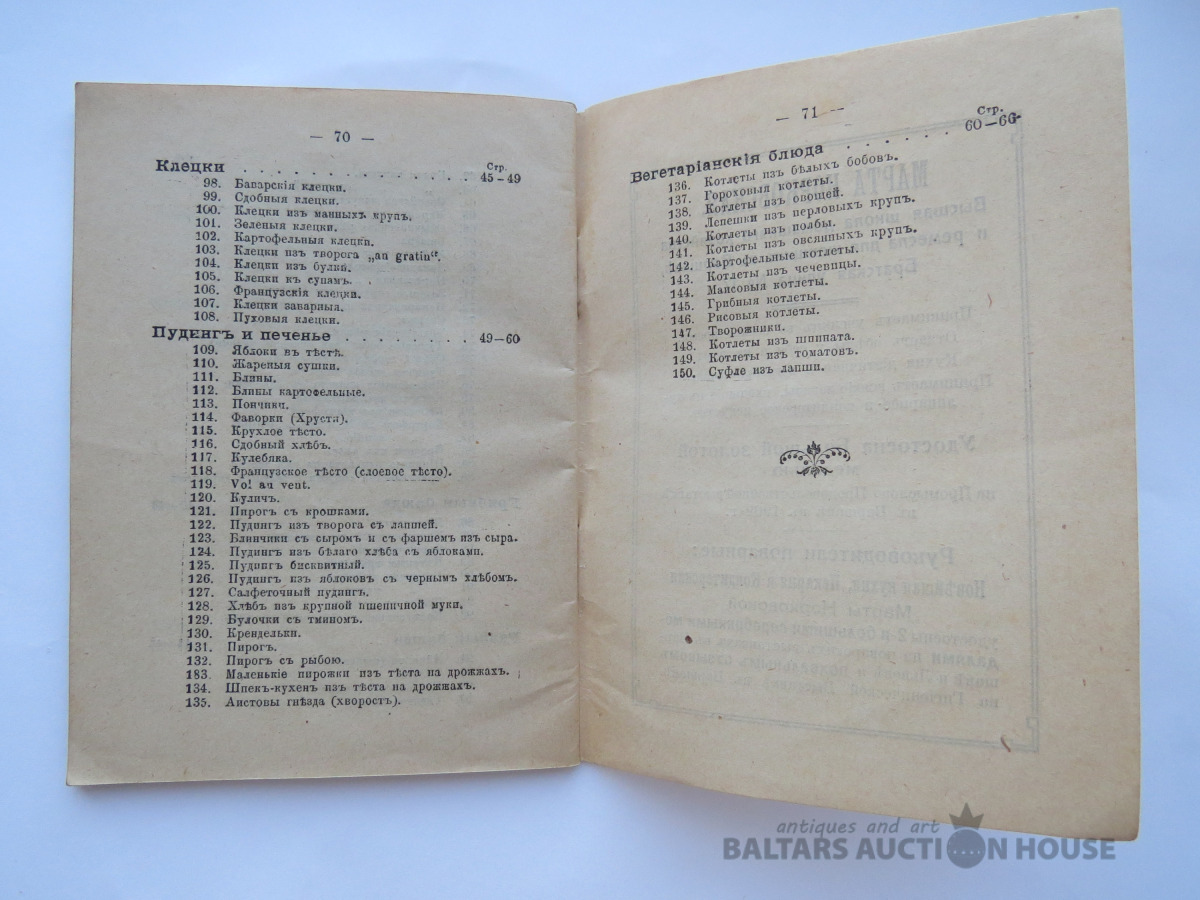 — 70 —
Стр.
Клецки . . . . . . . . . . . . . 45—49
98. Баварскія клецки.
99. Сдобныя клецки.
100. Клецки изъ манныхъ крупъ.
101. Зеленыя клецки.
102. Картофельныя клецки.
103. Клецки изъ творога „au gratin“.
104. Клецки изъ булки.
105. Клецки къ супамъ.
106. Французскія клецки.
107. Клецки заварныя.
108. Пуховыя клецки.
Пудингъ и печенье . . . . . . . . . 49—60
109. Яблоки въ тѣстѣ.
110. Жареныя сушки.
111. Блины.
112. Блины картофельные.
113. Пончики.
114. Фаворки (Хрустя).
115. Крухлое тѣсто.
116. Сдобный хлѣбъ.
117. Кулебяка.
118. Французское тѣсто (слоевое тѣсто).
119. Vol au vent.
120. Куличъ.
121. Пирогъ съ крошками.
122. Пудингъ изъ творога съ лапшей.
123. Блинчики съ сыромъ и съ фаршемъ изъ сыра.
124. Пудингъ изъ бѣлаго хлѣба съ яблоками.
125. Пудингъ бисквитный.
126. Пудингъ изъ яблоковъ съ чернымъ хлѣбомъ.
127. Салфеточный пудингъ.
128. Хлѣбъ изъ крупной пшеничной муки.
129. Булочки съ тминомъ.
130. Крендельки.
131. Пирогъ.
132. Пирогъ съ рыбою.
183. Маленькіе пирожки изъ тѣста на дрожжахъ.
134. Шпекъ-кухенъ изъ тѣста на дрожжахъ.
135. Аистовы гнѣзда (хворостъ).
— 71 —
Стр.
Вегетаріанскія блюда . . . . . . 60—66
136. Котлеты изъ бѣлыхъ бобовъ.
137. Гороховыя котлеты.
138. Котлеты изъ овощей.
139. Лепешки изъ перловыхъ крупъ.
140. Котлеты изъ полбы.
141. Котлеты изъ овсянныхъ крупъ.
142. Картофельные котлеты.
143. Котлеты изъ чечевицы.
144. Маисовыя котлеты.
145. Грибныя котлеты.
146. Рисовыя котлеты.
147. Творожники.
148. Котлеты изъ шпината.
149. Котлеты изъ томатовъ.
150. Суфле изъ лапши.
antiques and art
BALTARS AUCTION HOUSE